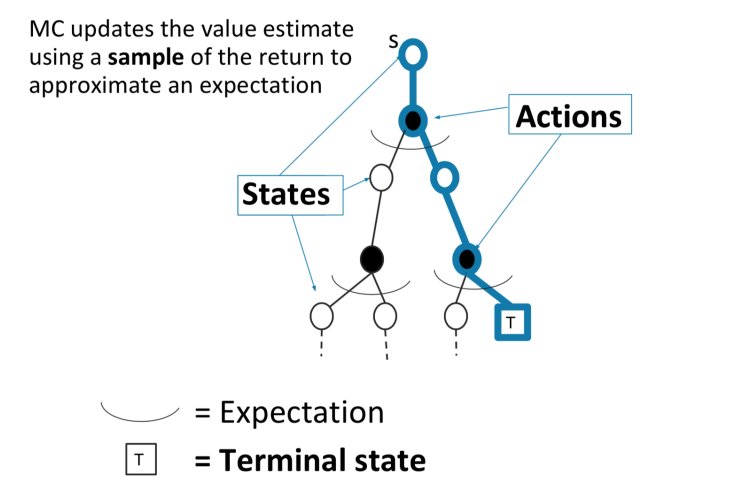 MC updates the value estimate
using a sample of the return to
approximate an expectation
S
Actions
States
T
= Expectation
T = Terminal state